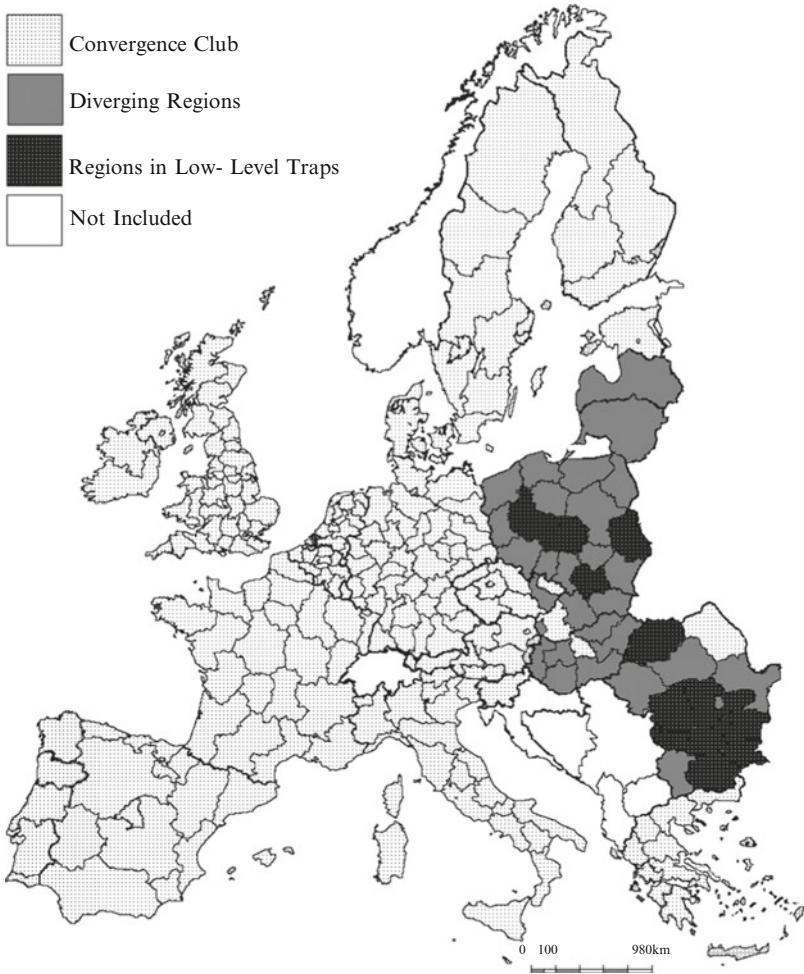 Convergence Club
Diverging Regions
Regions in Low- Level Traps
Not Included
0 100 980km